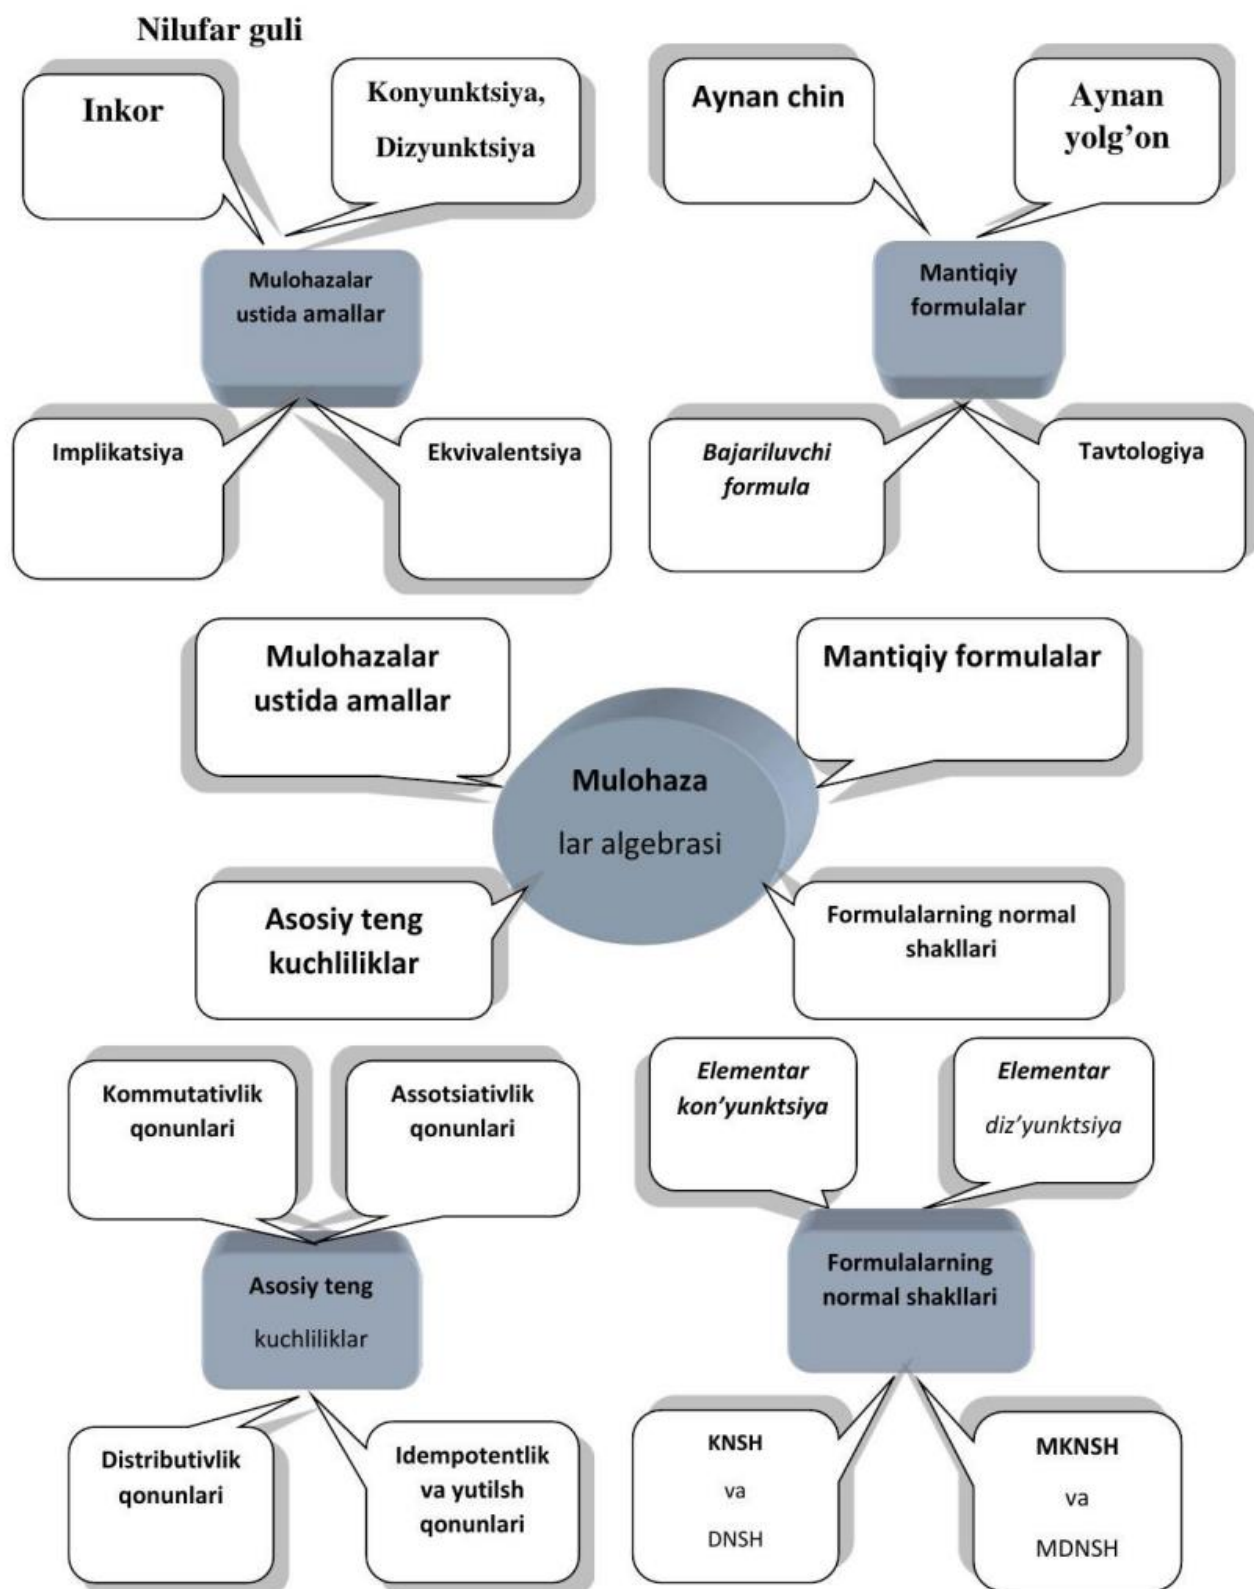 Nilufar guli
Inkor
Konyunktsiya,
Dizyunktsiya
Mulohazalar
ustida amallar
Implikatsiya
Ekvivalentsiya
Aynan chin
Aynan
yolg’on
Mantiqiy
formulalar
Bajariluvchi
formula
Tavtologiya
Mulohazalar
ustida amallar
Mantiqiy formulalar
Mulohaza
lar algebrasi
Asosiy teng
kuchliliklar
Formulalarning normal
shakllari
Kommutativlik
qonunlari
Assotsiativlik
qonunlari
Asosiy teng
kuchliliklar
Distributivlik
qonunlari
Idempotentlik
va yutilsh
qonunlari
Elementar
kon’yunktsiya
Elementar
diz’yunktsiya
Formulalarning
normal shakllari
KNSH
va
DNSH
MKNSH
va
MDNSH